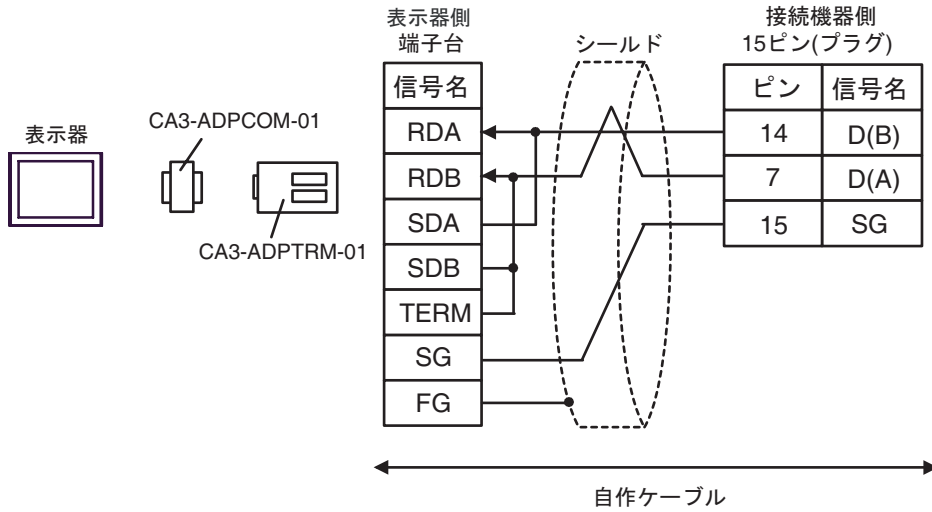 表示器
CA3-ADPCOM-01
CA3-ADPTRM-01
表示器側
端子台
信号名
RDA
RDB
SDA
SDB
TERM
SG
FG
シールド
接続機器側
15ピン(プラグ)
ピン 信号名
14 D(B)
7 D(A)
15 SG
自作ケーブル